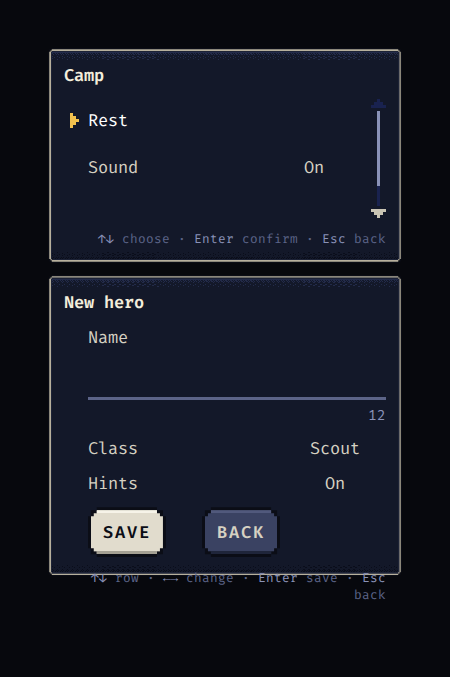 Camp
Rest
Sound On
↑↓ choose · Enter confirm · Esc back
New hero
Name
12
Class Scout
Hints On
SAVE BACK
↑↓ row · ←→ change · Enter save · Esc
back